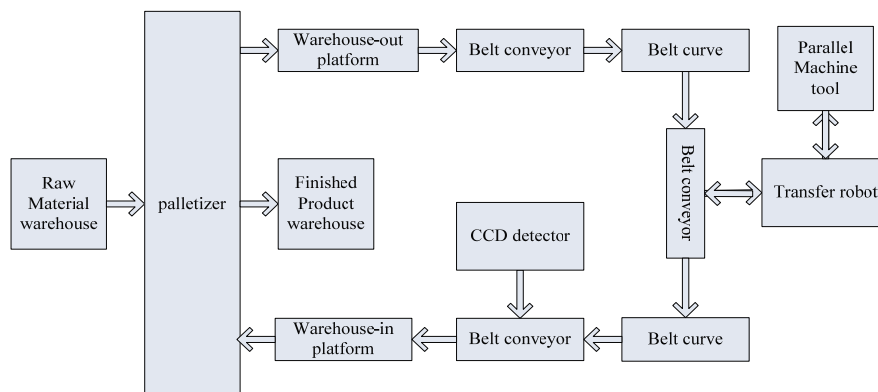 Warehouse-out
platform
Belt conveyor
Belt curve
Parallel
Machine
tool
Raw
Material
warehouse
palletizer
Finished
Product
warehouse
Belt conveyor
Transfer robot
CCD detector
Warehouse-in
platform
Belt conveyor
Belt curve